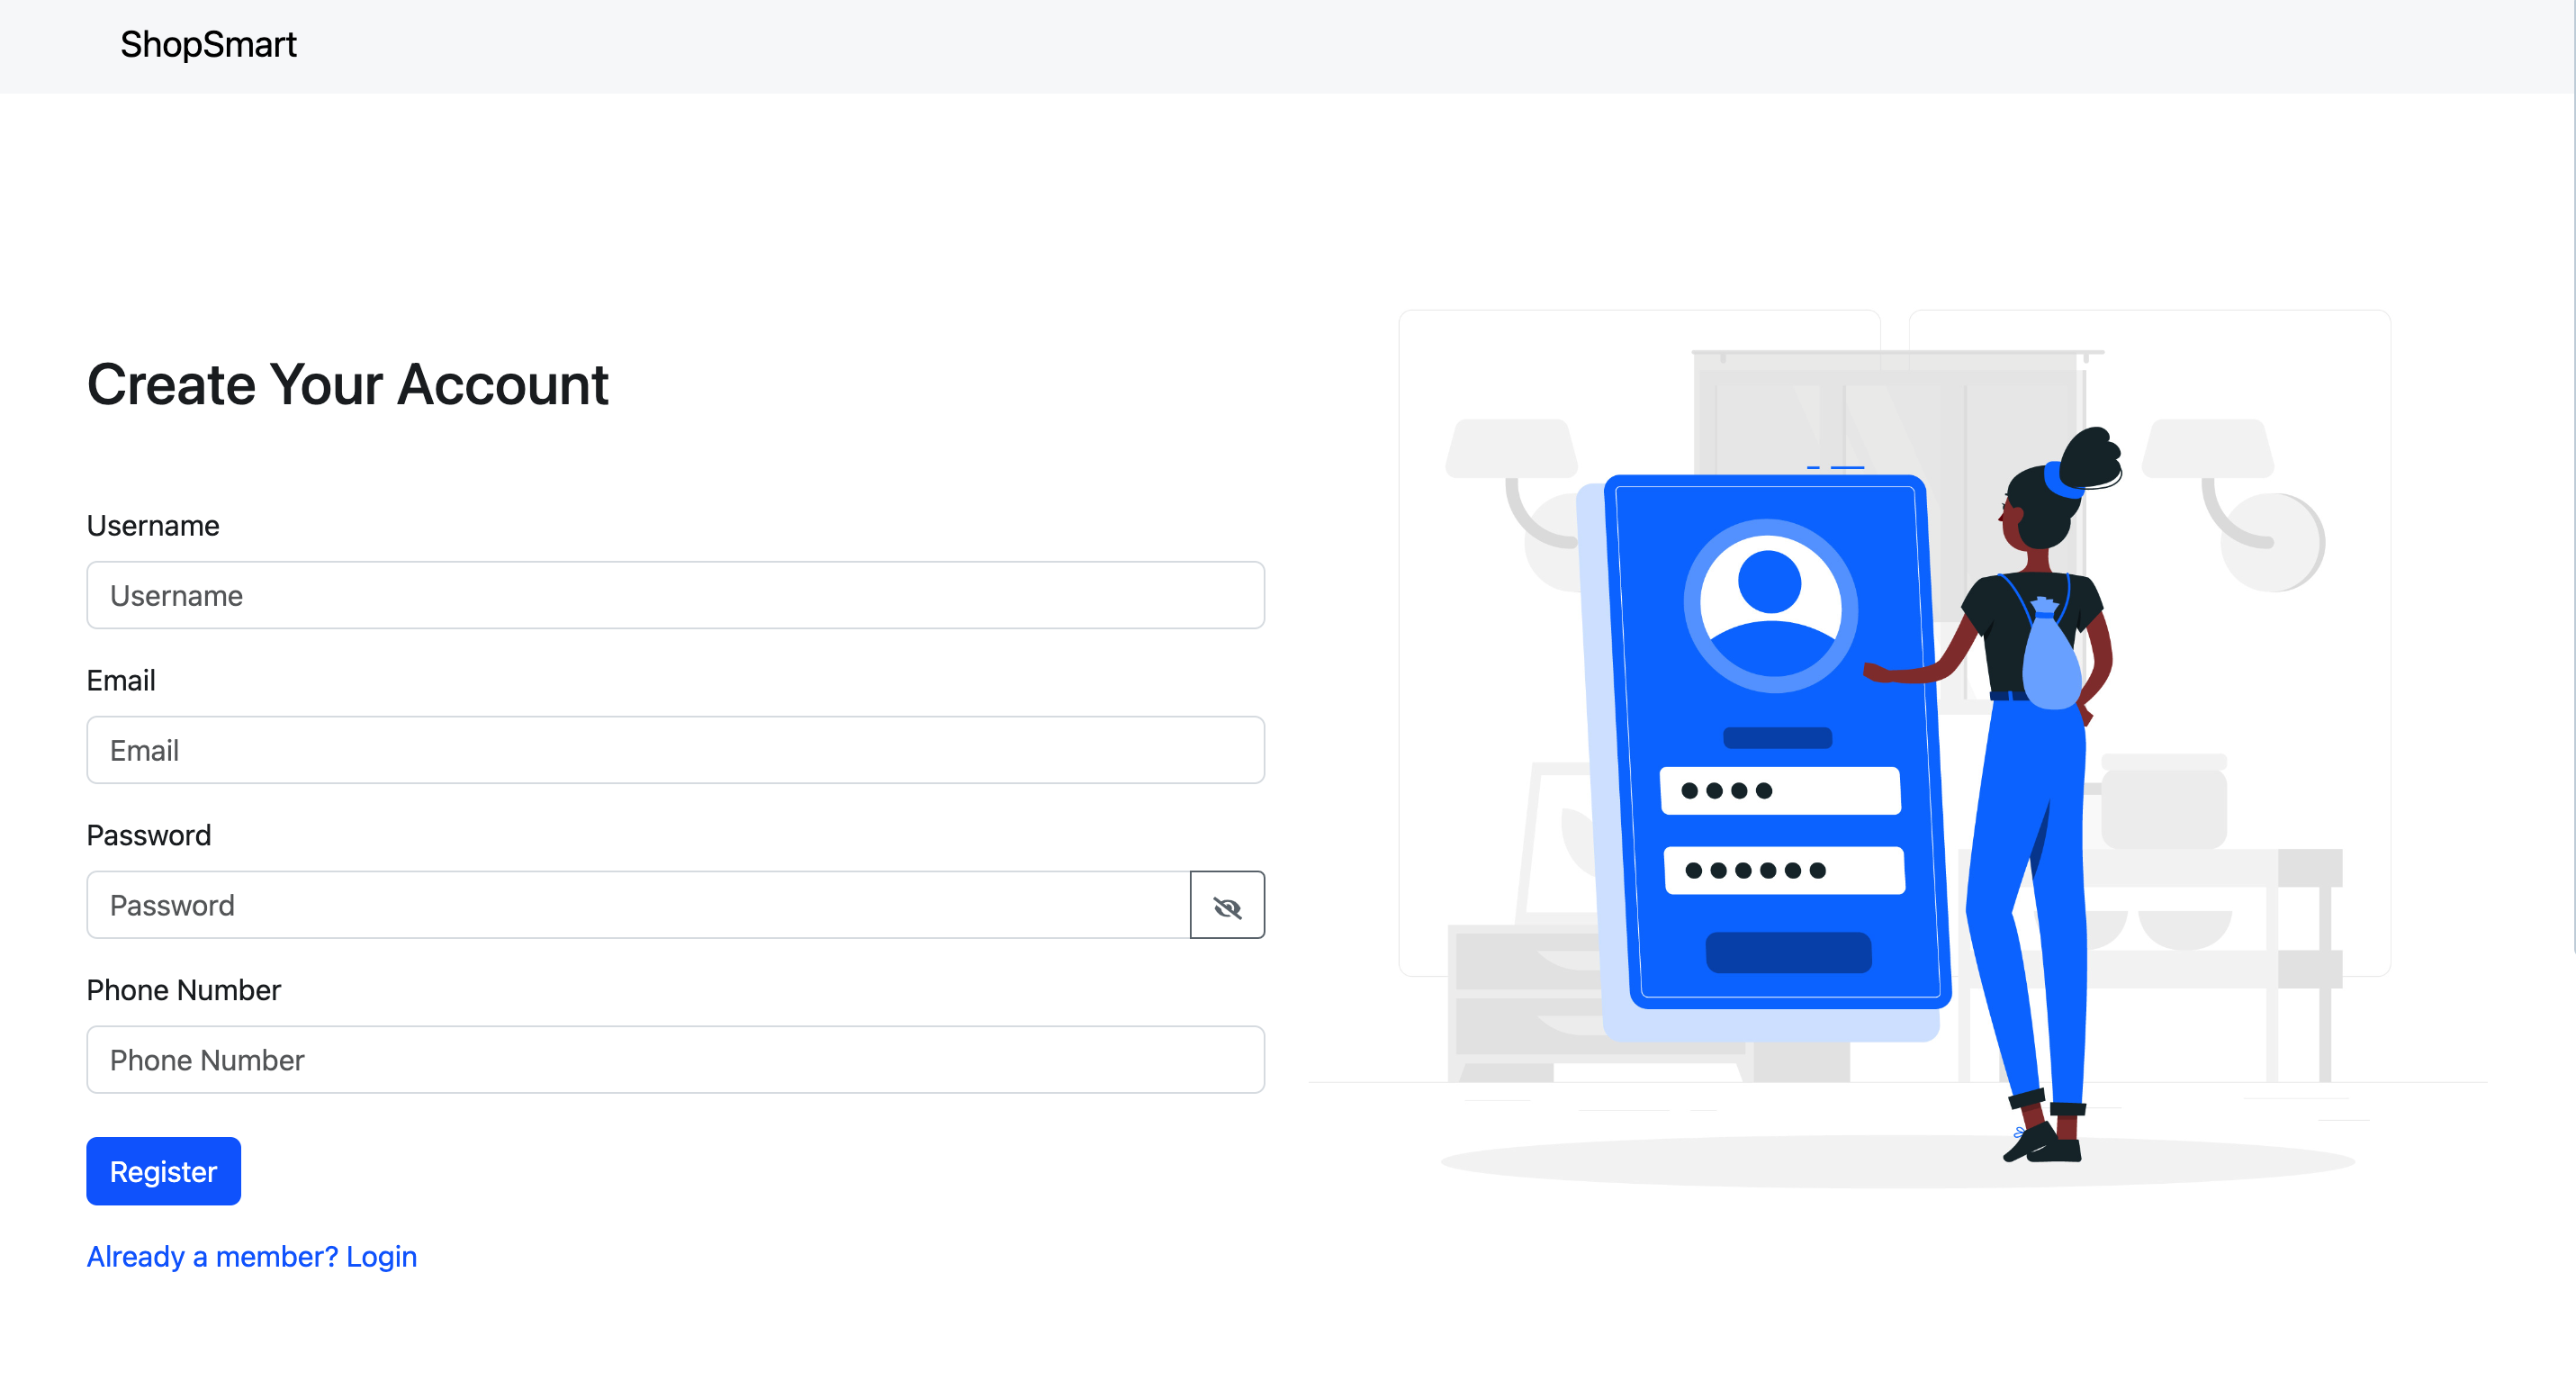 ShopSmart
Create Your Account
Username
Username
Email
Email
Password
Password
Phone Number
Phone Number
Register
Already a member? Login